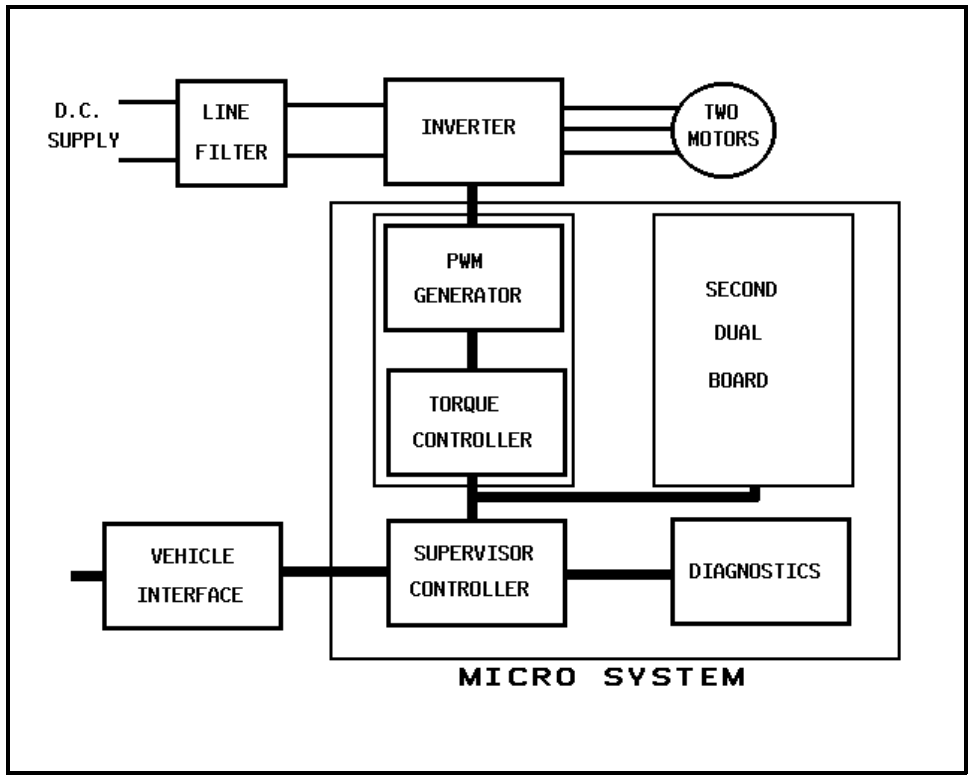 D.C.
SUPPLY
LINE
FILTER
INVERTER
TWO
MOTORS
PWM
GENERATOR
SECOND
DUAL
BOARD
TORQUE
CONTROLLER
VEHICLE
INTERFACE
SUPERVISOR
CONTROLLER
DIAGNOSTICS
MICRO SYSTEM